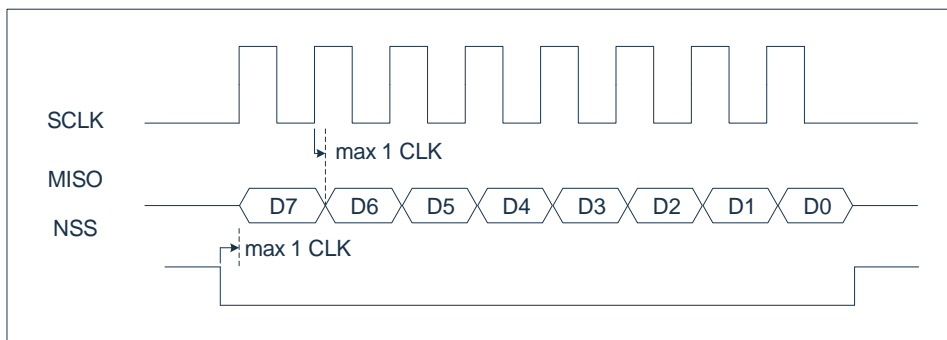 SCLK
max 1 CLK
MISO
D7 D6 D5 D4 D3 D2 D1 D0
NSS
max 1 CLK